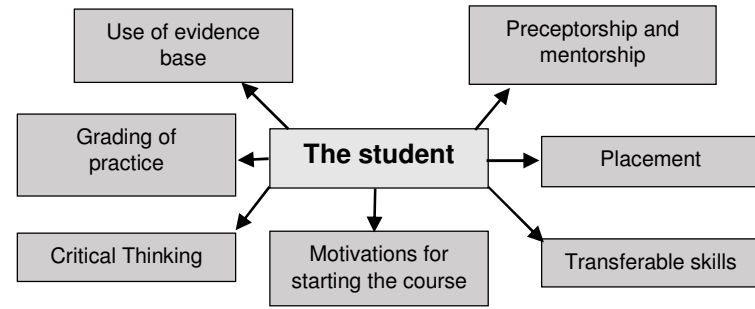 Use of evidence
base
Preceptorship and
mentorship
Grading of
practice
The student
Placement
Critical Thinking
Motivations for
starting the course
Transferable skills